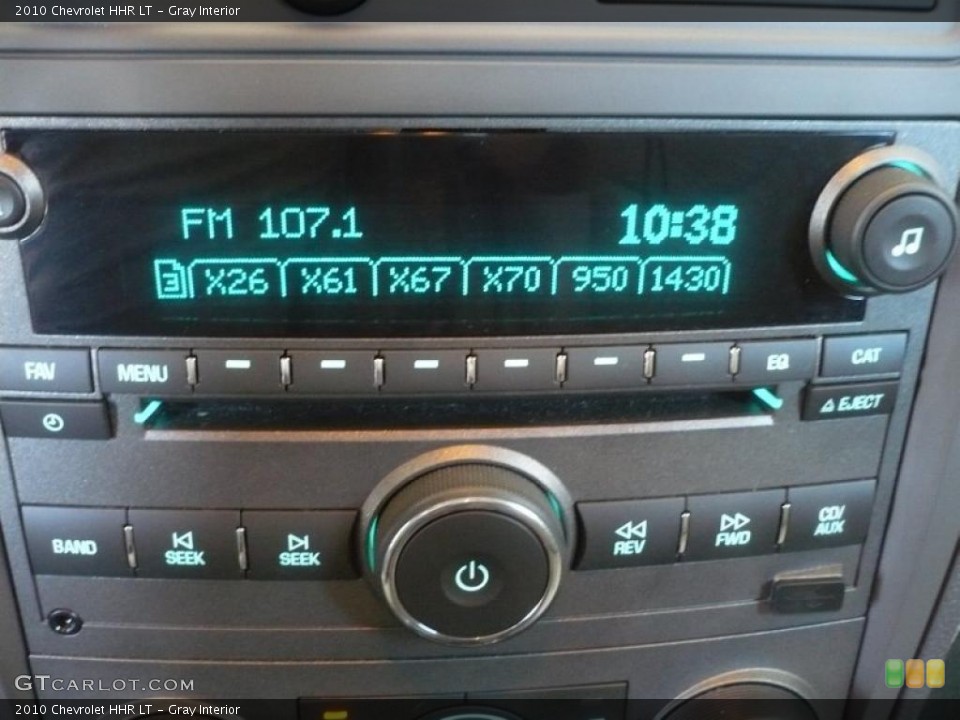 2010 Chevrolet HHR LT – Gray Interior
FM 107.1 10:38
3 X26 X61 X67 X70 950 1430
FAV MENU EQ CAT
△ EJECT
BAND SEEK SEEK REV FWD CD/AUX
GTCARLOT.COM
2010 Chevrolet HHR LT – Gray Interior